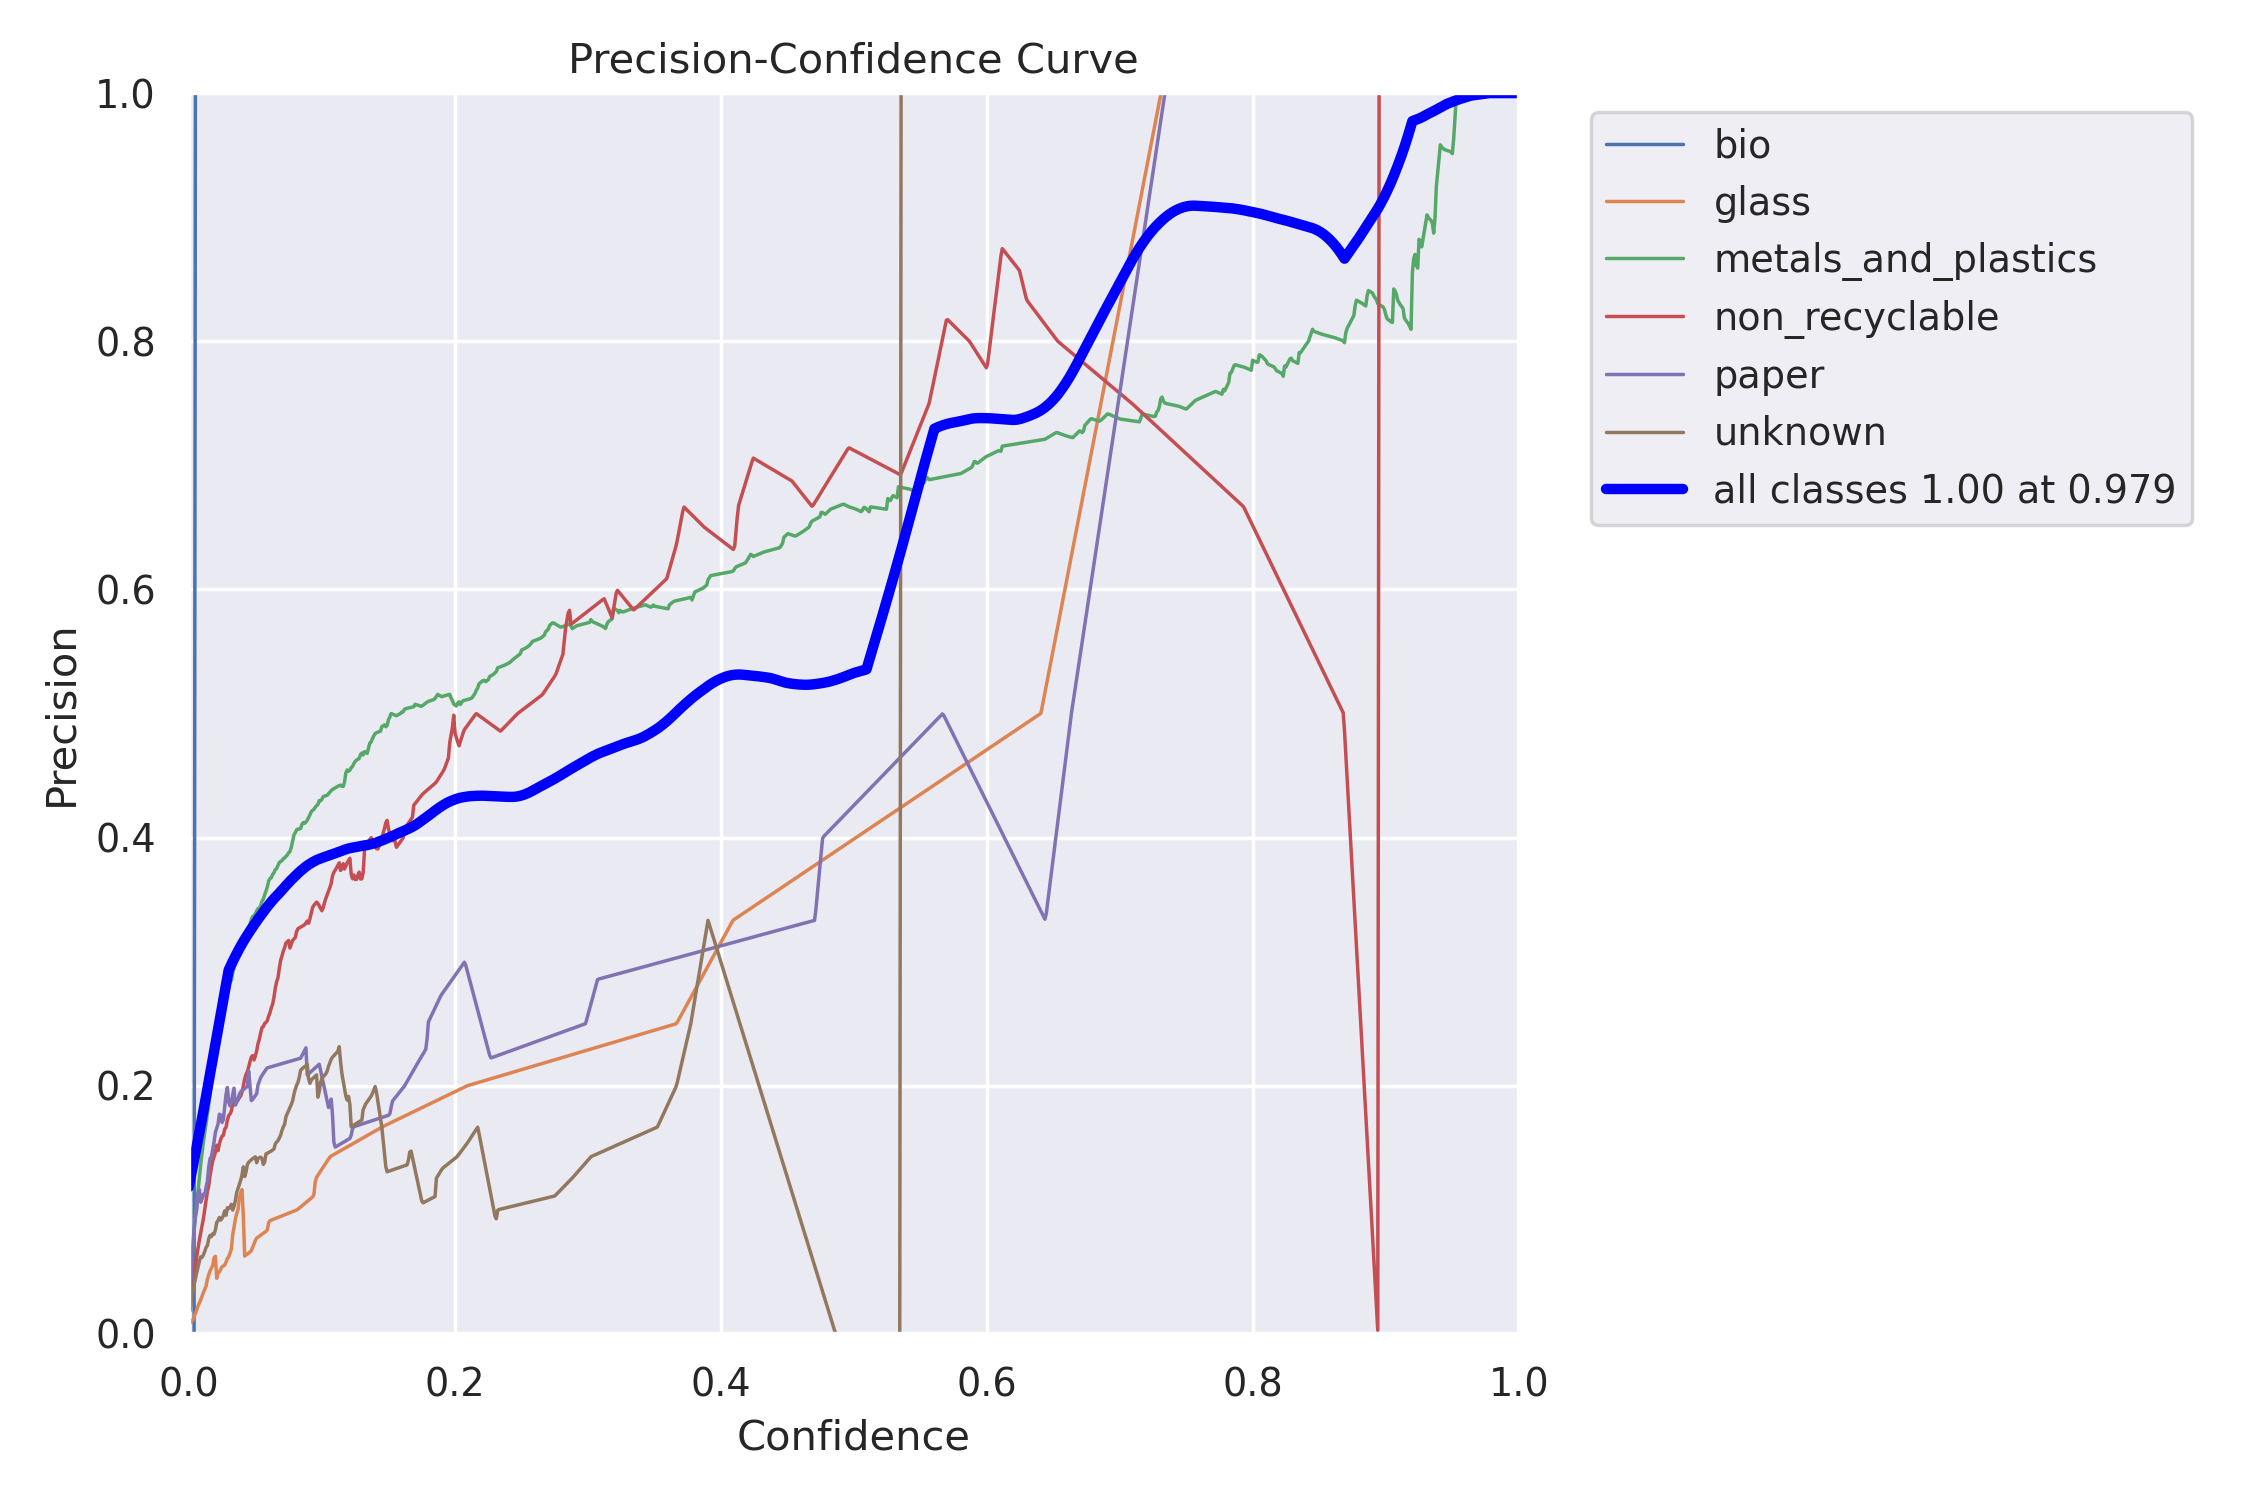 Precision-Confidence Curve
1.0
0.8
0.6
0.4
0.2
0.0
Precision
0.0 0.2 0.4 0.6 0.8 1.0
Confidence
bio
glass
metals_and_plastics
non_recyclable
paper
unknown
all classes 1.00 at 0.979